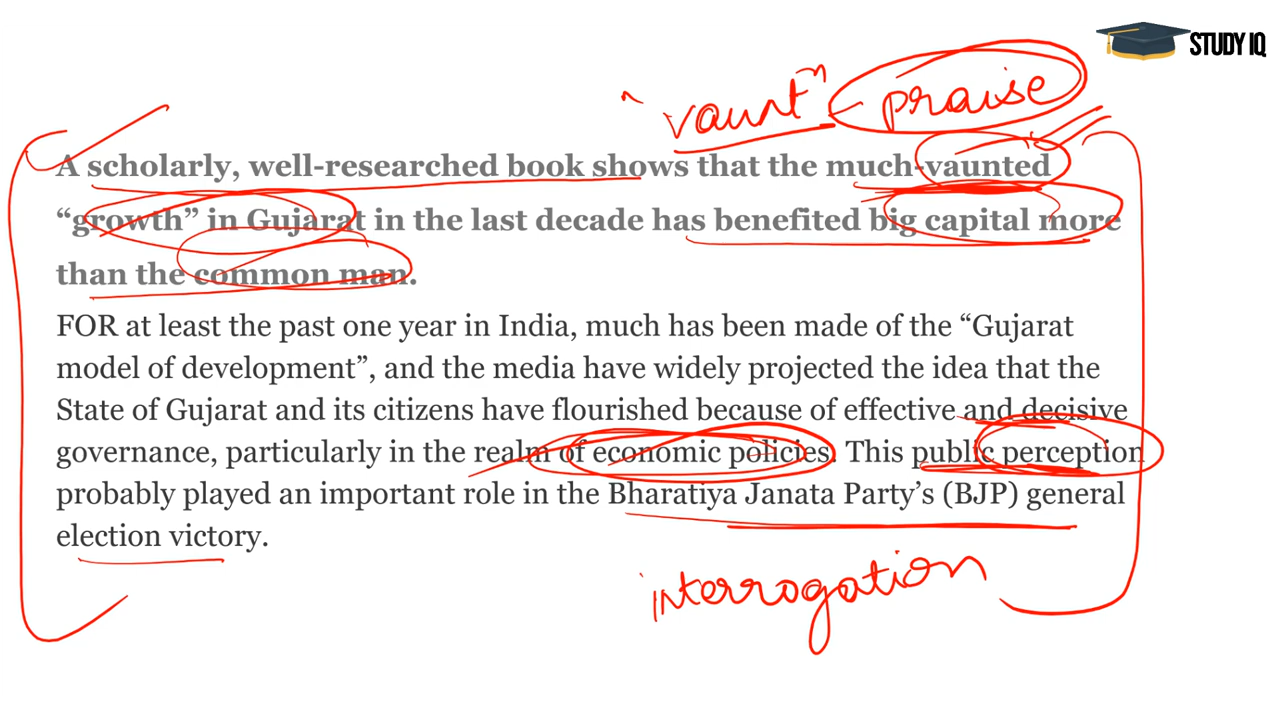 STUDY IQ
"vaunt" praise
A scholarly, well-researched book shows that the much-vaunted
“growth” in Gujarat in the last decade has benefited big capital more
than the common man.
FOR at least the past one year in India, much has been made of the “Gujarat
model of development”, and the media have widely projected the idea that the
State of Gujarat and its citizens have flourished because of effective and decisive
governance, particularly in the realm of economic policies. This public perception
probably played an important role in the Bharatiya Janata Party’s (BJP) general
election victory.
interrogation